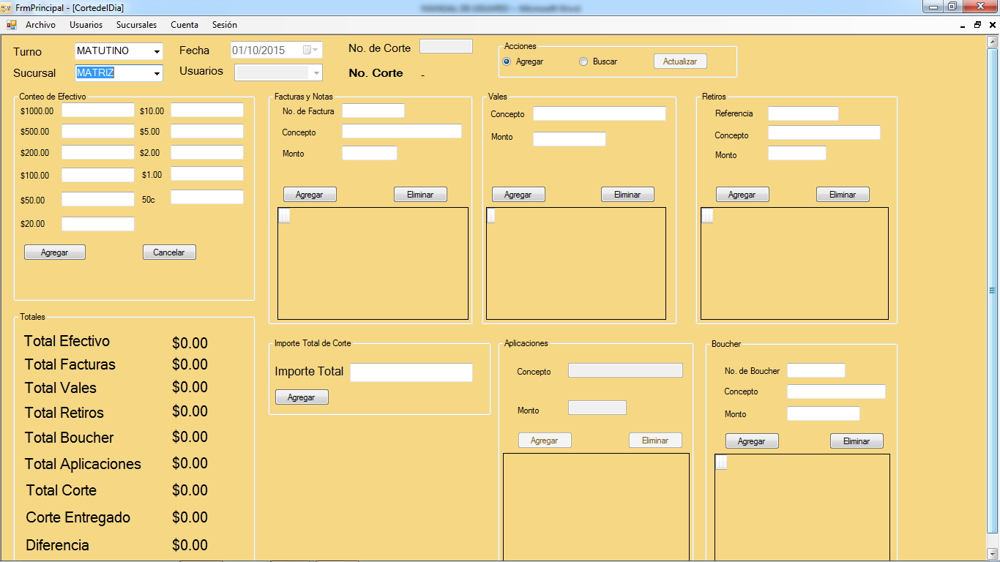 FrmPrincipal - [CortedelDia]
MANUAL DE USUARIO - Microsoft Word
Archivo Usuarios Sucursales Cuenta Sesión
Turno MATUTINO Fecha 01/10/2015 No. de Corte
Sucursal MATRIZ Usuarios No. Corte -
Acciones
Agregar Buscar Actualizar
Conteo de Efectivo
$1000.00 $10.00
$500.00 $5.00
$200.00 $2.00
$100.00 $1.00
$50.00 50c
$20.00
Agregar Cancelar
Facturas y Notas
No. de Factura
Concepto
Monto
Agregar Eliminar
Vales
Concepto
Monto
Agregar Eliminar
Retiros
Referencia
Concepto
Monto
Agregar Eliminar
Totales
Total Efectivo $0.00
Total Facturas $0.00
Total Vales $0.00
Total Retiros $0.00
Total Boucher $0.00
Total Aplicaciones $0.00
Total Corte $0.00
Corte Entregado $0.00
Diferencia $0.00
Importe Total de Corte
Importe Total
Agregar
Aplicaciones
Concepto
Monto
Agregar Eliminar
Boucher
No. de Boucher
Concepto
Monto
Agregar Eliminar